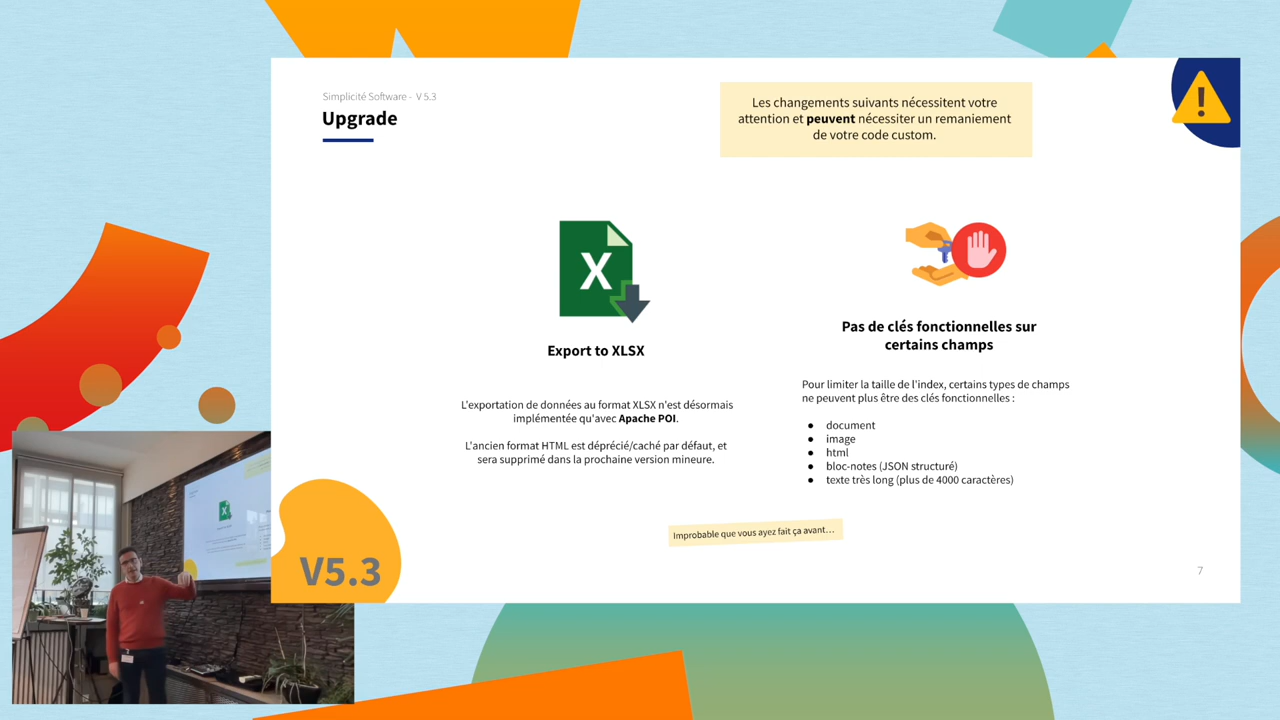 Simplicité Software - V 5.3
Upgrade
Les changements suivants nécessitent votre
attention et peuvent nécessiter un remaniement
de votre code custom.
X
Export to XLSX
L'exportation de données au format XLSX n'est désormais
implémentée qu'avec Apache POI.
L'ancien format HTML est déprécié/caché par défaut, et
sera supprimé dans la prochaine version mineure.
Pas de clés fonctionnelles sur
certains champs
Pour limiter la taille de l'index, certains types de champs
ne peuvent plus être des clés fonctionnelles :
● document
● image
● html
● bloc-notes (JSON structuré)
● texte très long (plus de 4000 caractères)
Improbable que vous ayez fait ça avant...
V5.3
7